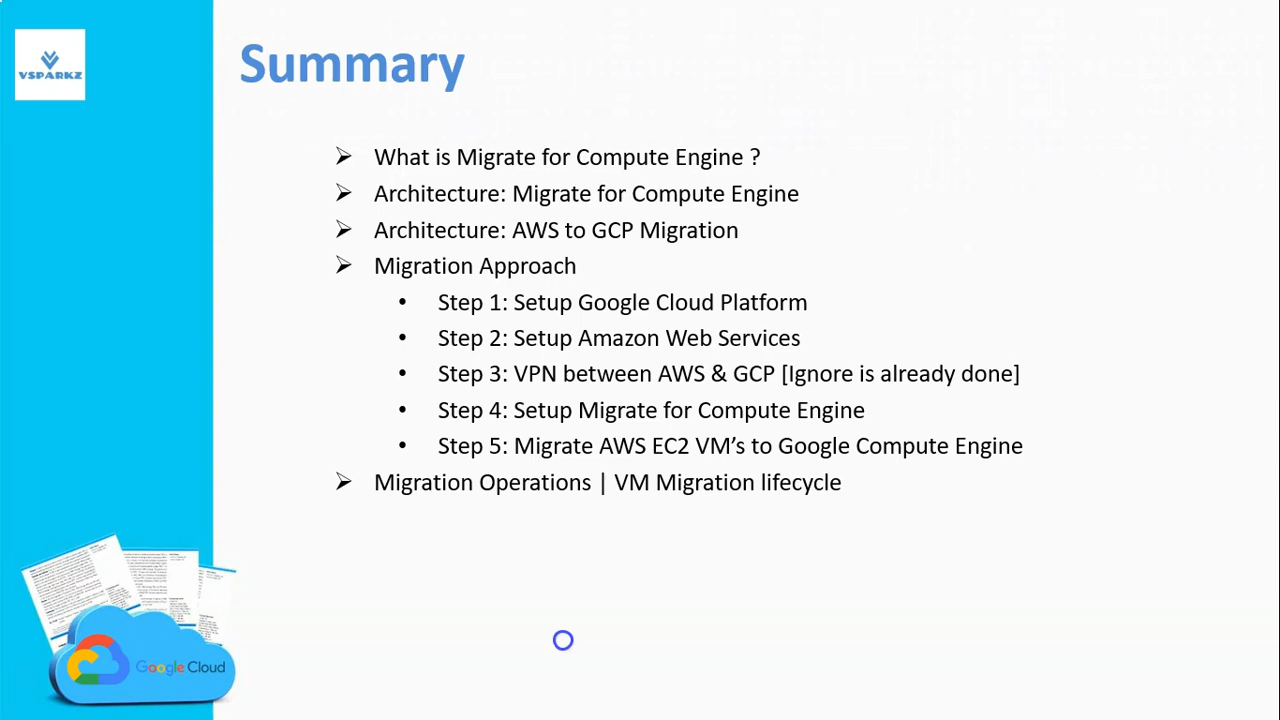 VSPARKZ
Summary
➢ What is Migrate for Compute Engine ?
➢ Architecture: Migrate for Compute Engine
➢ Architecture: AWS to GCP Migration
➢ Migration Approach
• Step 1: Setup Google Cloud Platform
• Step 2: Setup Amazon Web Services
• Step 3: VPN between AWS & GCP [Ignore is already done]
• Step 4: Setup Migrate for Compute Engine
• Step 5: Migrate AWS EC2 VM’s to Google Compute Engine
➢ Migration Operations | VM Migration lifecycle
Google Cloud